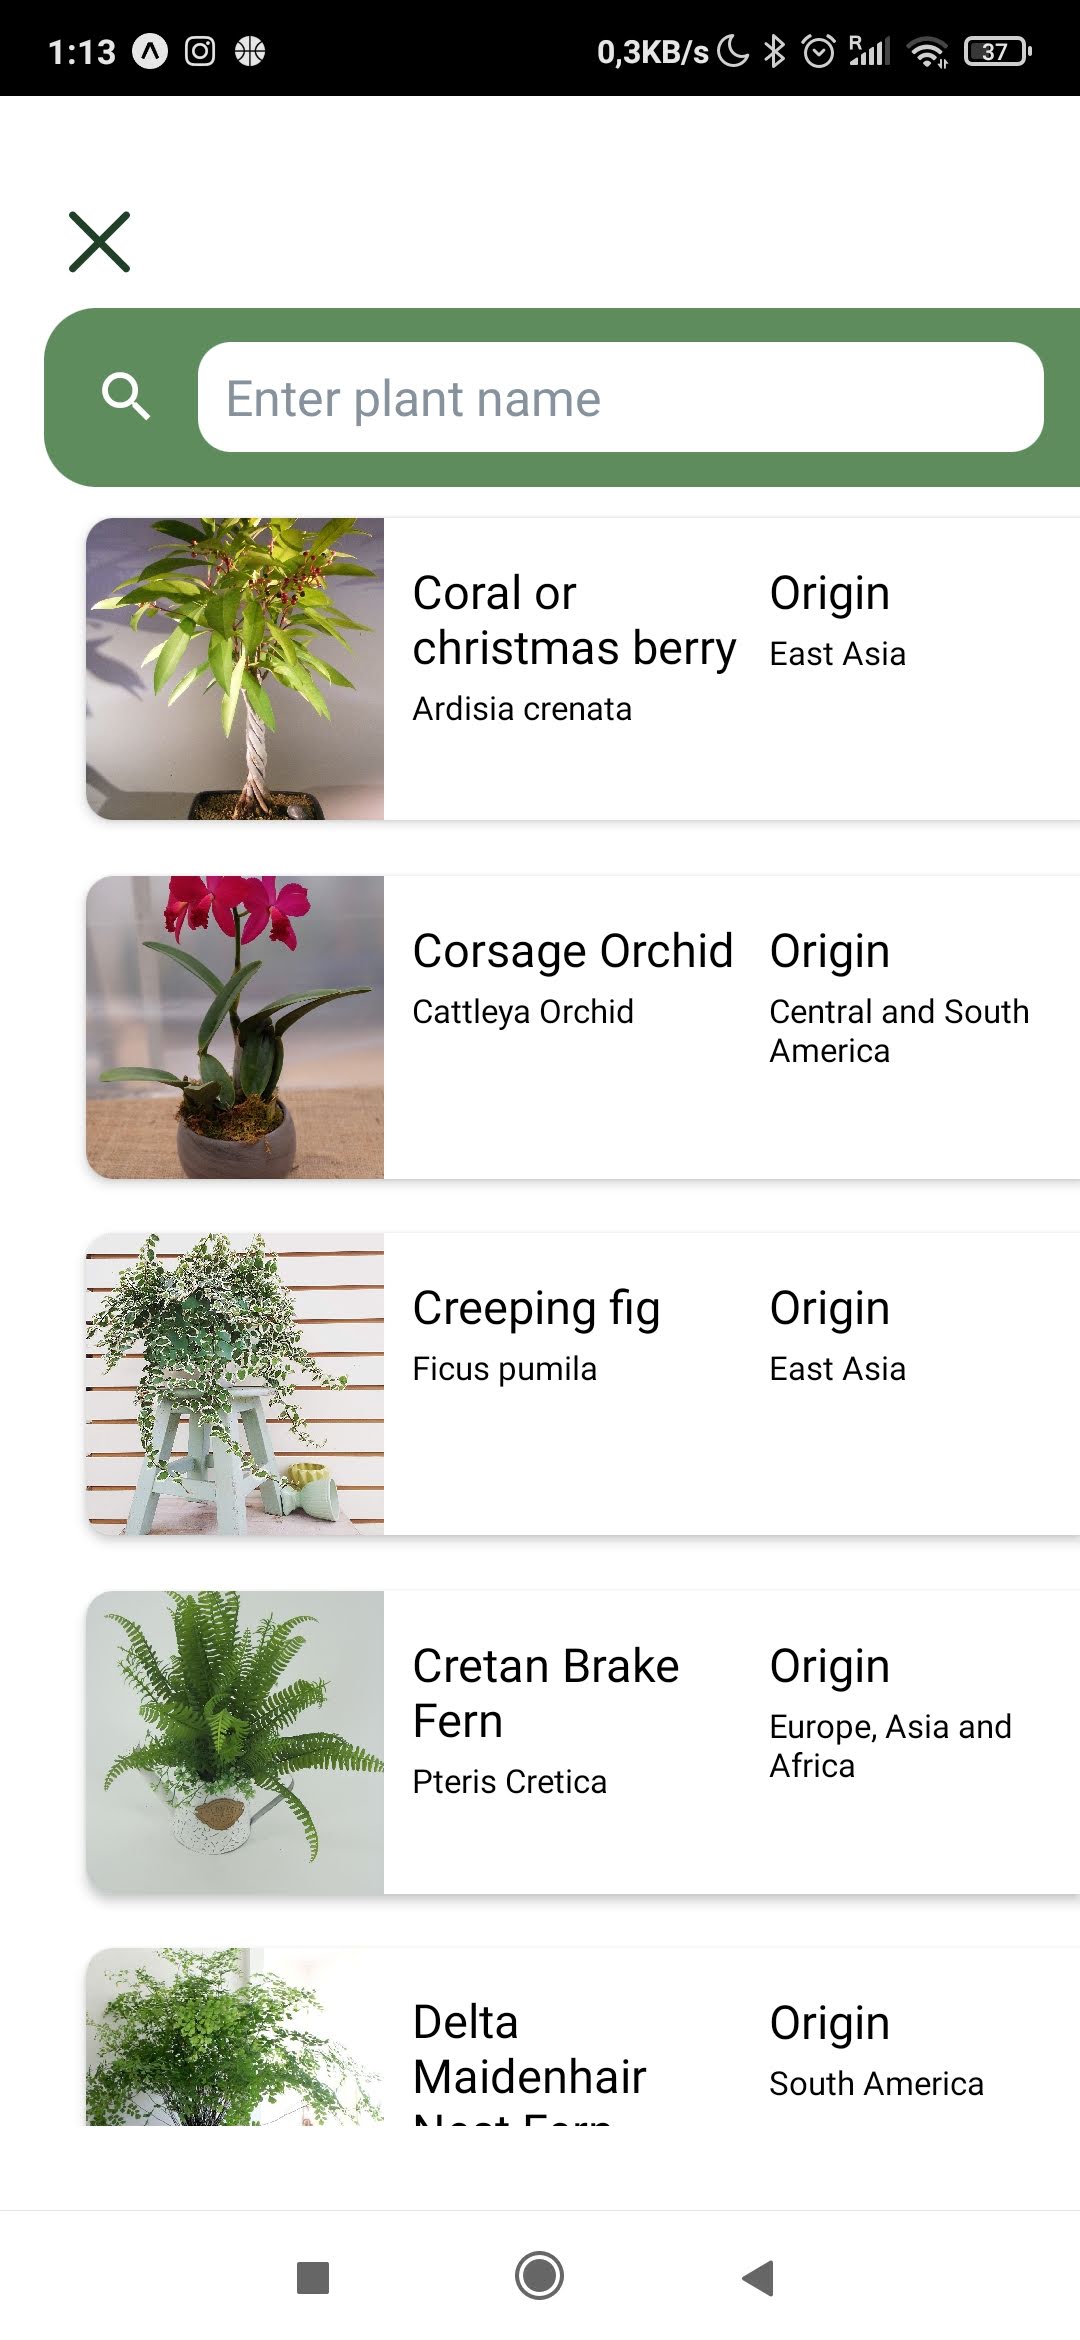 1:13 0,3KB/s R 37
Enter plant name
Coral or
christmas berry
Ardisia crenata
Origin
East Asia
Corsage Orchid
Cattleya Orchid
Origin
Central and South
America
Creeping fig
Ficus pumila
Origin
East Asia
Cretan Brake
Fern
Pteris Cretica
Origin
Europe, Asia and
Africa
Delta
Maidenhair
Nest Fern
Origin
South America